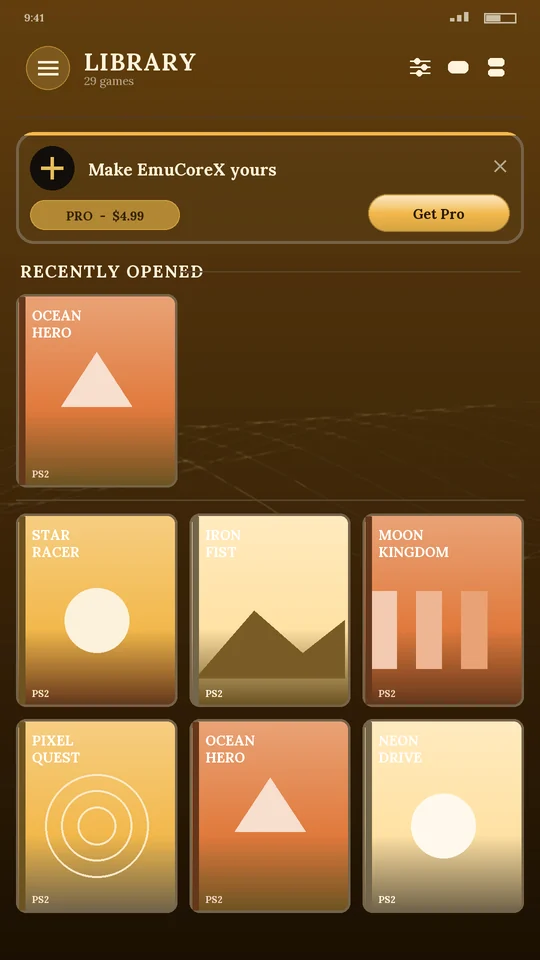 9:41
LIBRARY
29 games
Make EmuCoreX yours
PRO - $4.99
Get Pro
RECENTLY OPENED
OCEAN
HERO
PS2
STAR
RACER
PS2
IRON
FIST
PS2
MOON
KINGDOM
PS2
PIXEL
QUEST
PS2
OCEAN
HERO
PS2
NEON
DRIVE
PS2